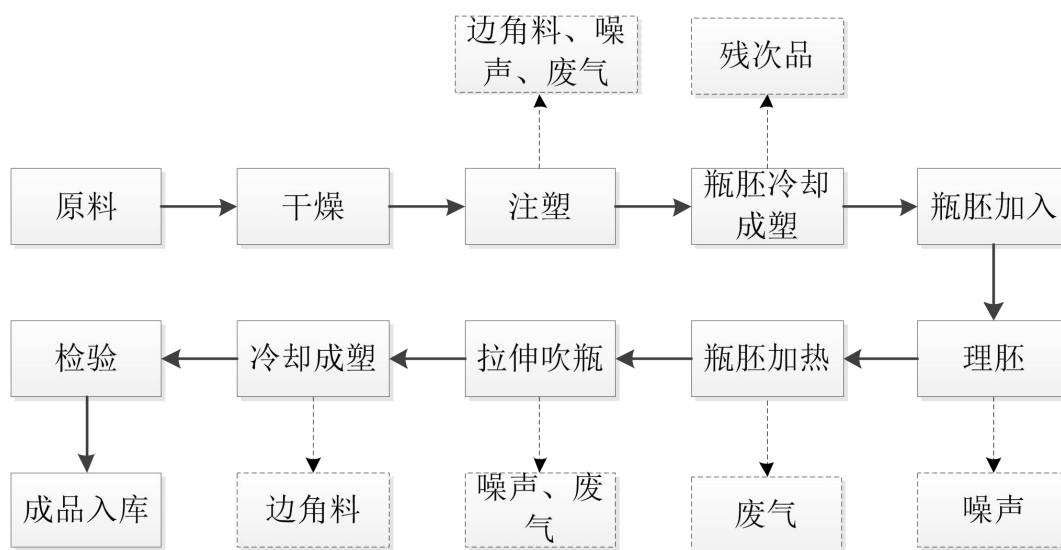 边角料、噪
声、废气
残次品
原料
干燥
注塑
瓶胚冷却
成塑
瓶胚加入
检验
冷却成塑
拉伸吹瓶
瓶胚加热
理胚
成品入库
边角料
噪声、废
气
废气
噪声